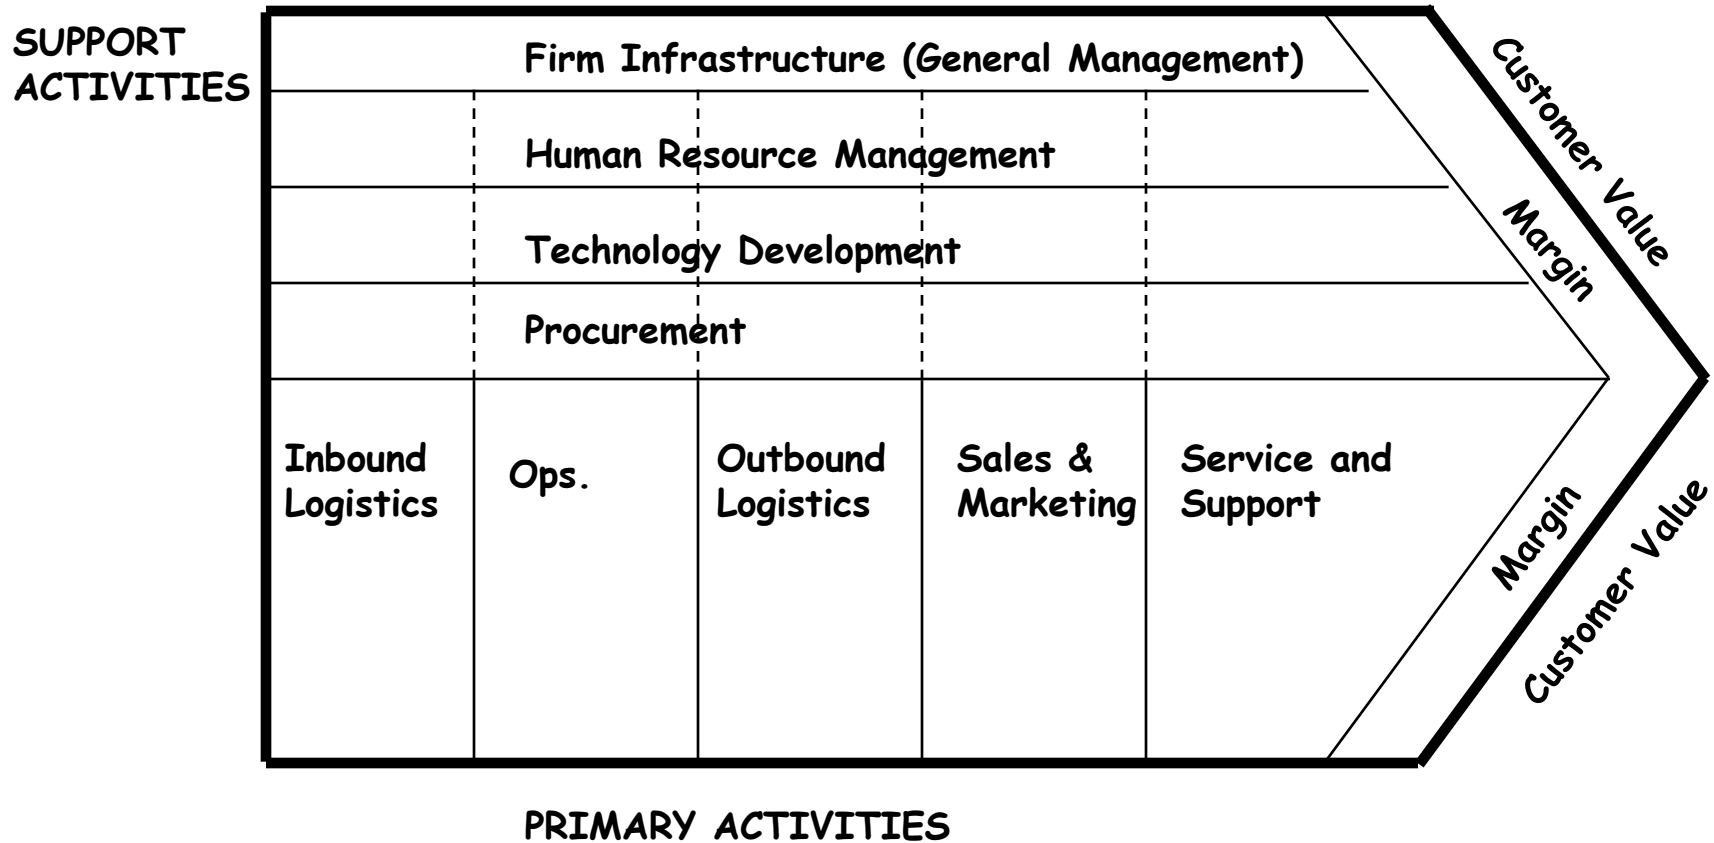 SUPPORT
ACTIVITIES
Firm Infrastructure (General Management)
Human Resource Management
Technology Development
Procurement
Inbound
Logistics
Ops.
Outbound
Logistics
Sales &
Marketing
Service and
Support
Margin
Customer Value
Margin
Customer Value
PRIMARY ACTIVITIES